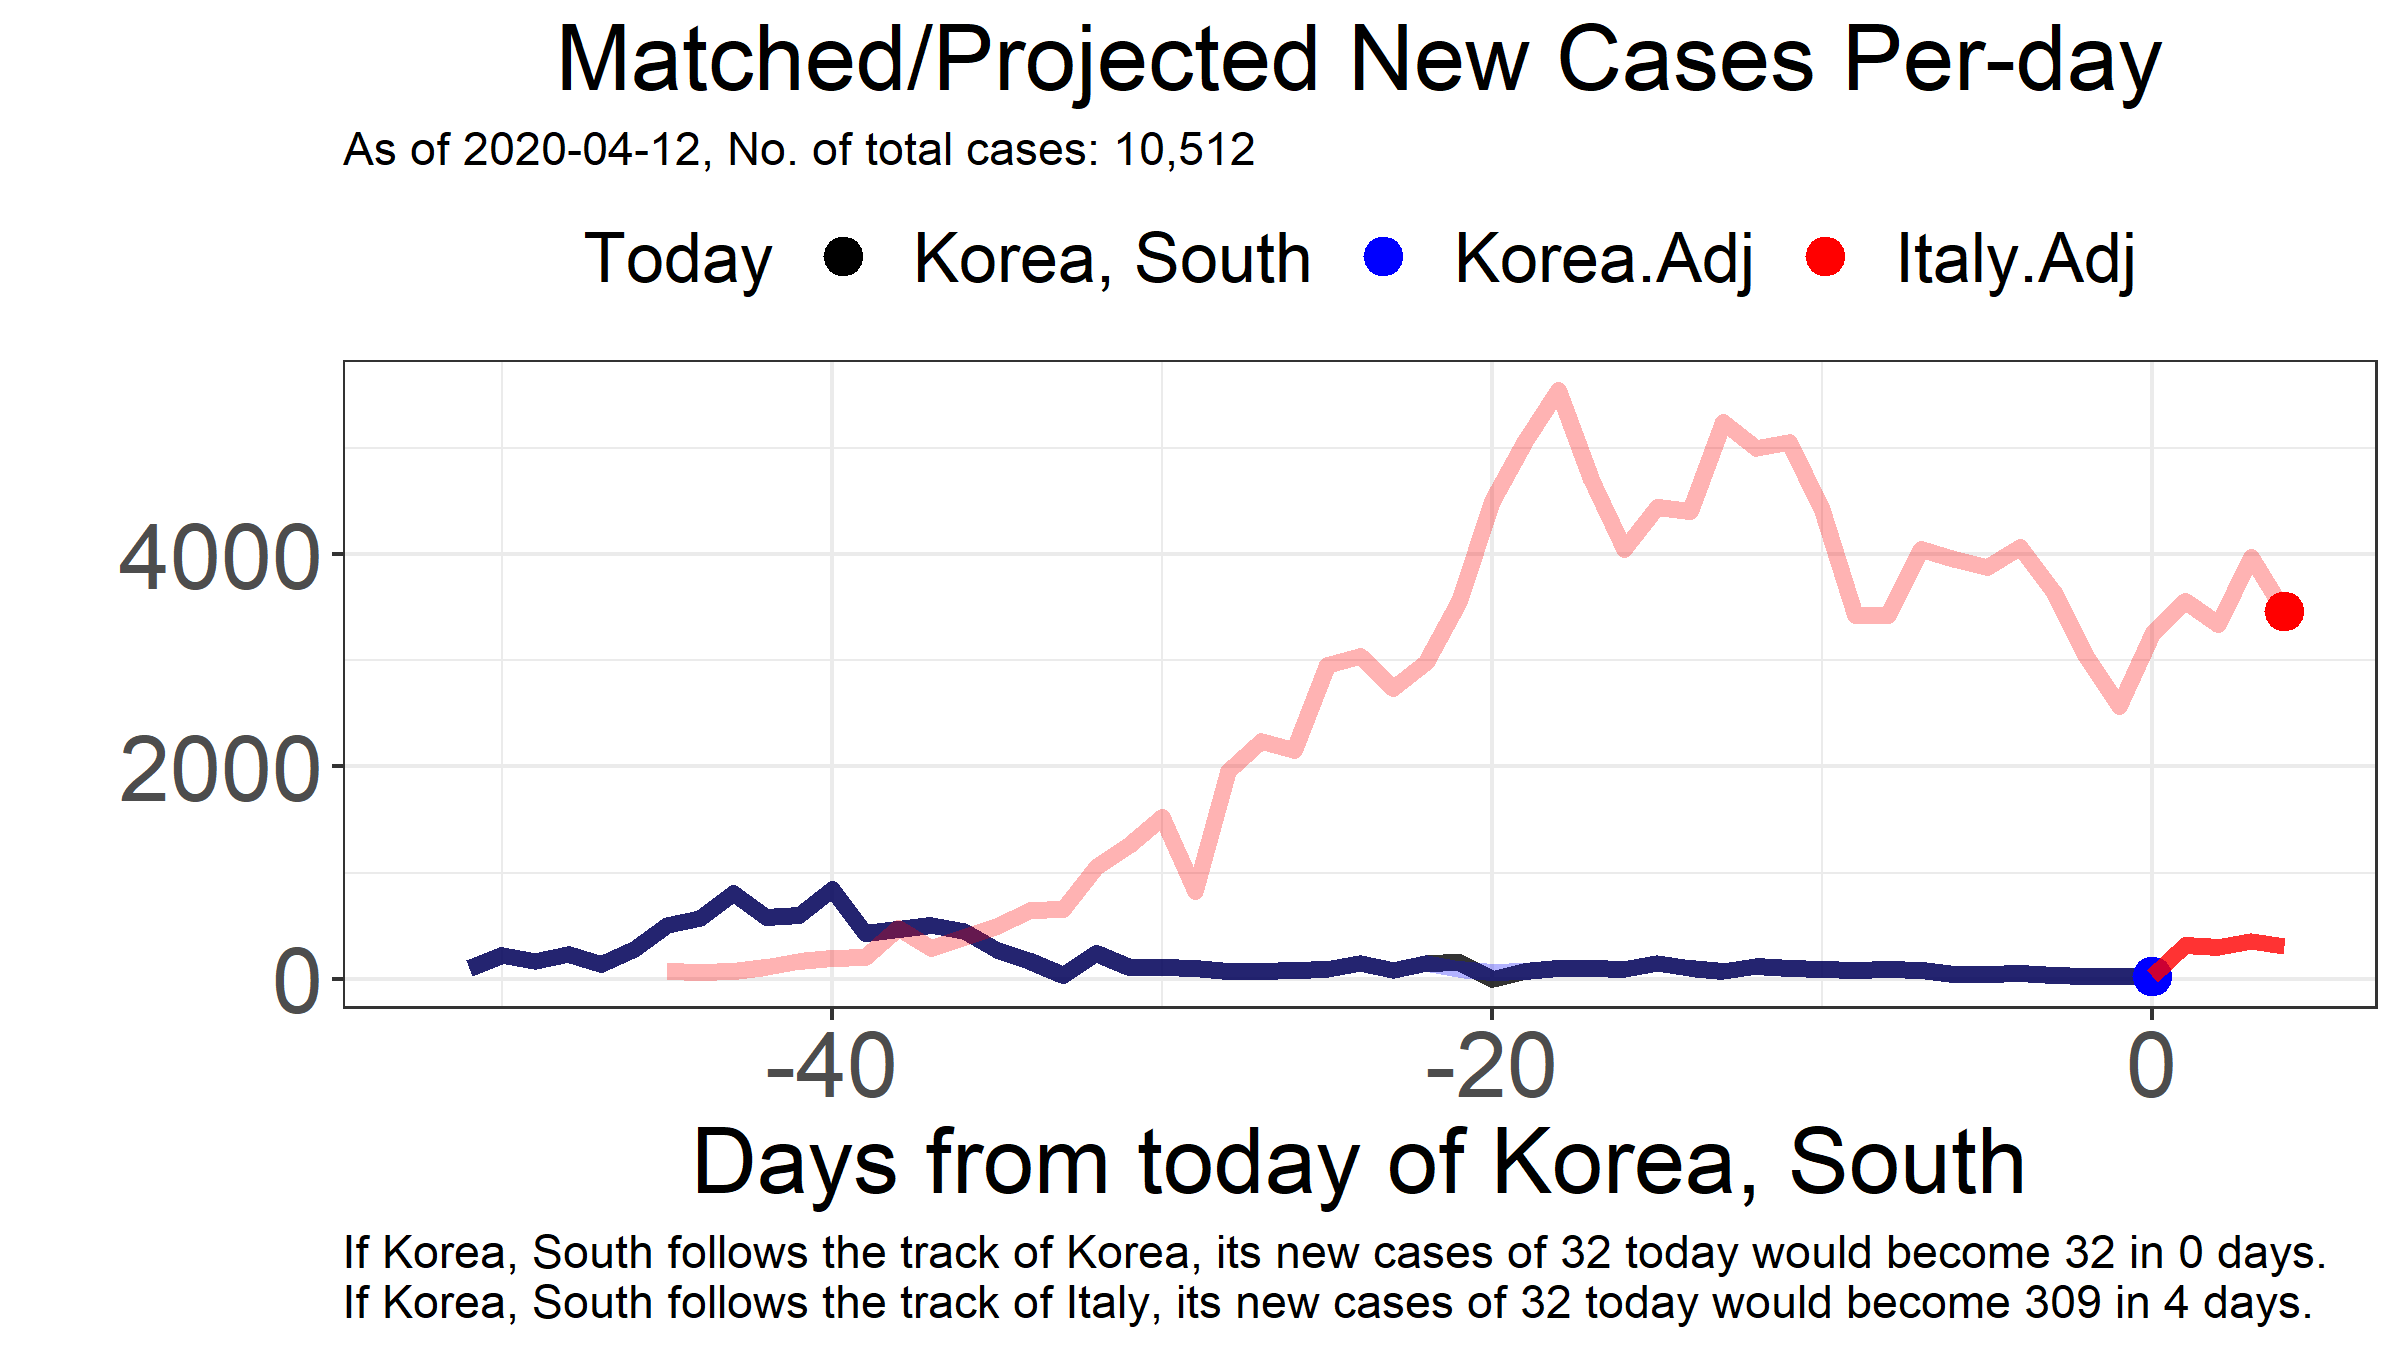 Matched/Projected New Cases Per-day
As of 2020-04-12, No. of total cases: 10,512
Today Korea, South Korea.Adj Italy.Adj
4000
2000
0
-40 -20 0
Days from today of Korea, South
If Korea, South follows the track of Korea, its new cases of 32 today would become 32 in 0 days.
If Korea, South follows the track of Italy, its new cases of 32 today would become 309 in 4 days.